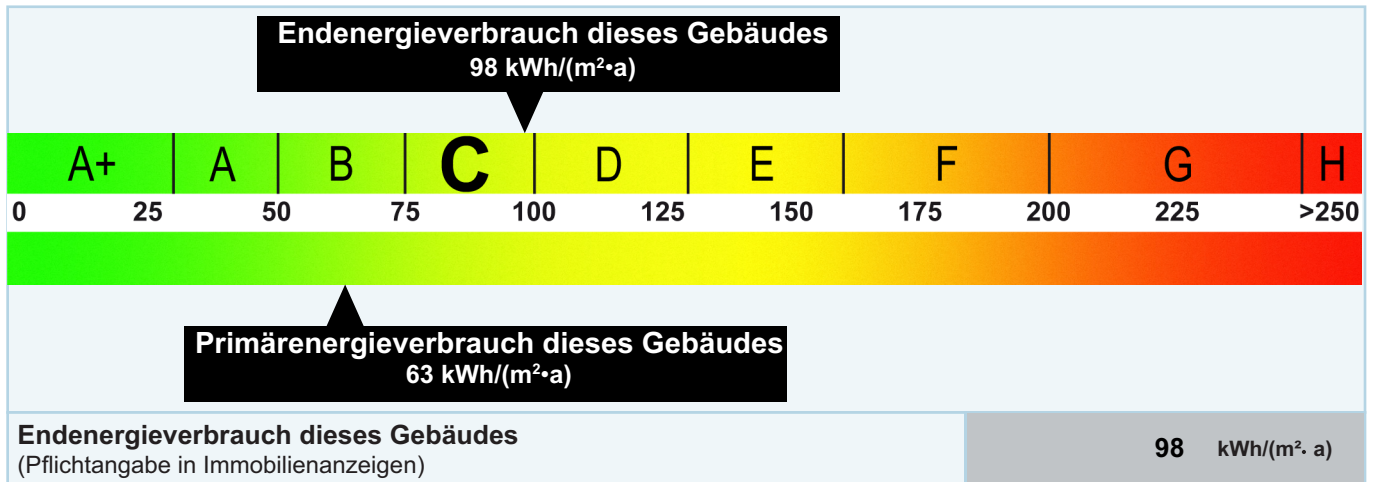 Endenergieverbrauch dieses Gebäudes
98 kWh/(m²•a)
A+ A B C D E F G H
0 25 50 75 100 125 150 175 200 225 >250
Primärenergieverbrauch dieses Gebäudes
63 kWh/(m²•a)
Endenergieverbrauch dieses Gebäudes
(Pflichtangabe in Immobilienanzeigen)
98 kWh/(m²· a)